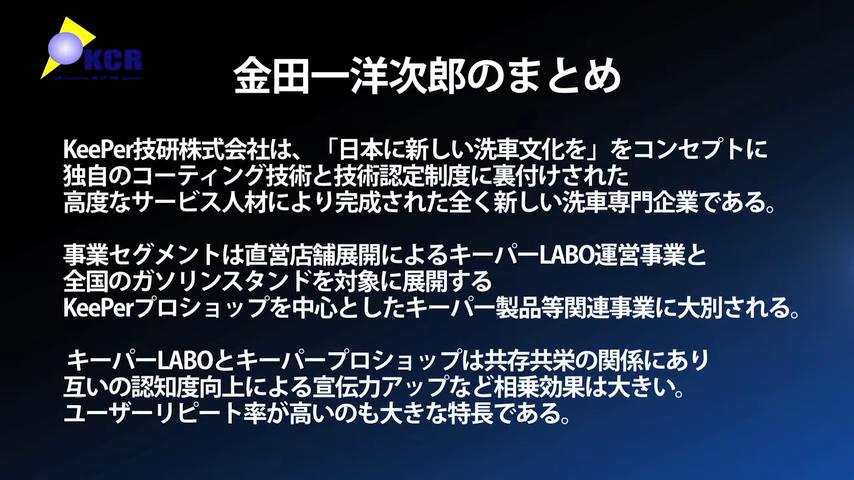 KCR
金田一洋次郎のまとめ
KeePer技研株式会社は、「日本に新しい洗車文化を」をコンセプトに
独自のコーティング技術と技術認定制度に裏付けされた
高度なサービス人材により完成された全く新しい洗車専門企業である。
事業セグメントは直営店舗展開によるキーパーLABO運営事業と
全国のガソリンスタンドを対象に展開する
KeePerプロショップを中心としたキーパー製品等関連事業に大別される。
キーパーLABOとキーパープロショップは共存共栄の関係にあり
互いの認知度向上による宣伝力アップなど相乗効果は大きい。
ユーザーリピート率が高いのも大きな特長である。